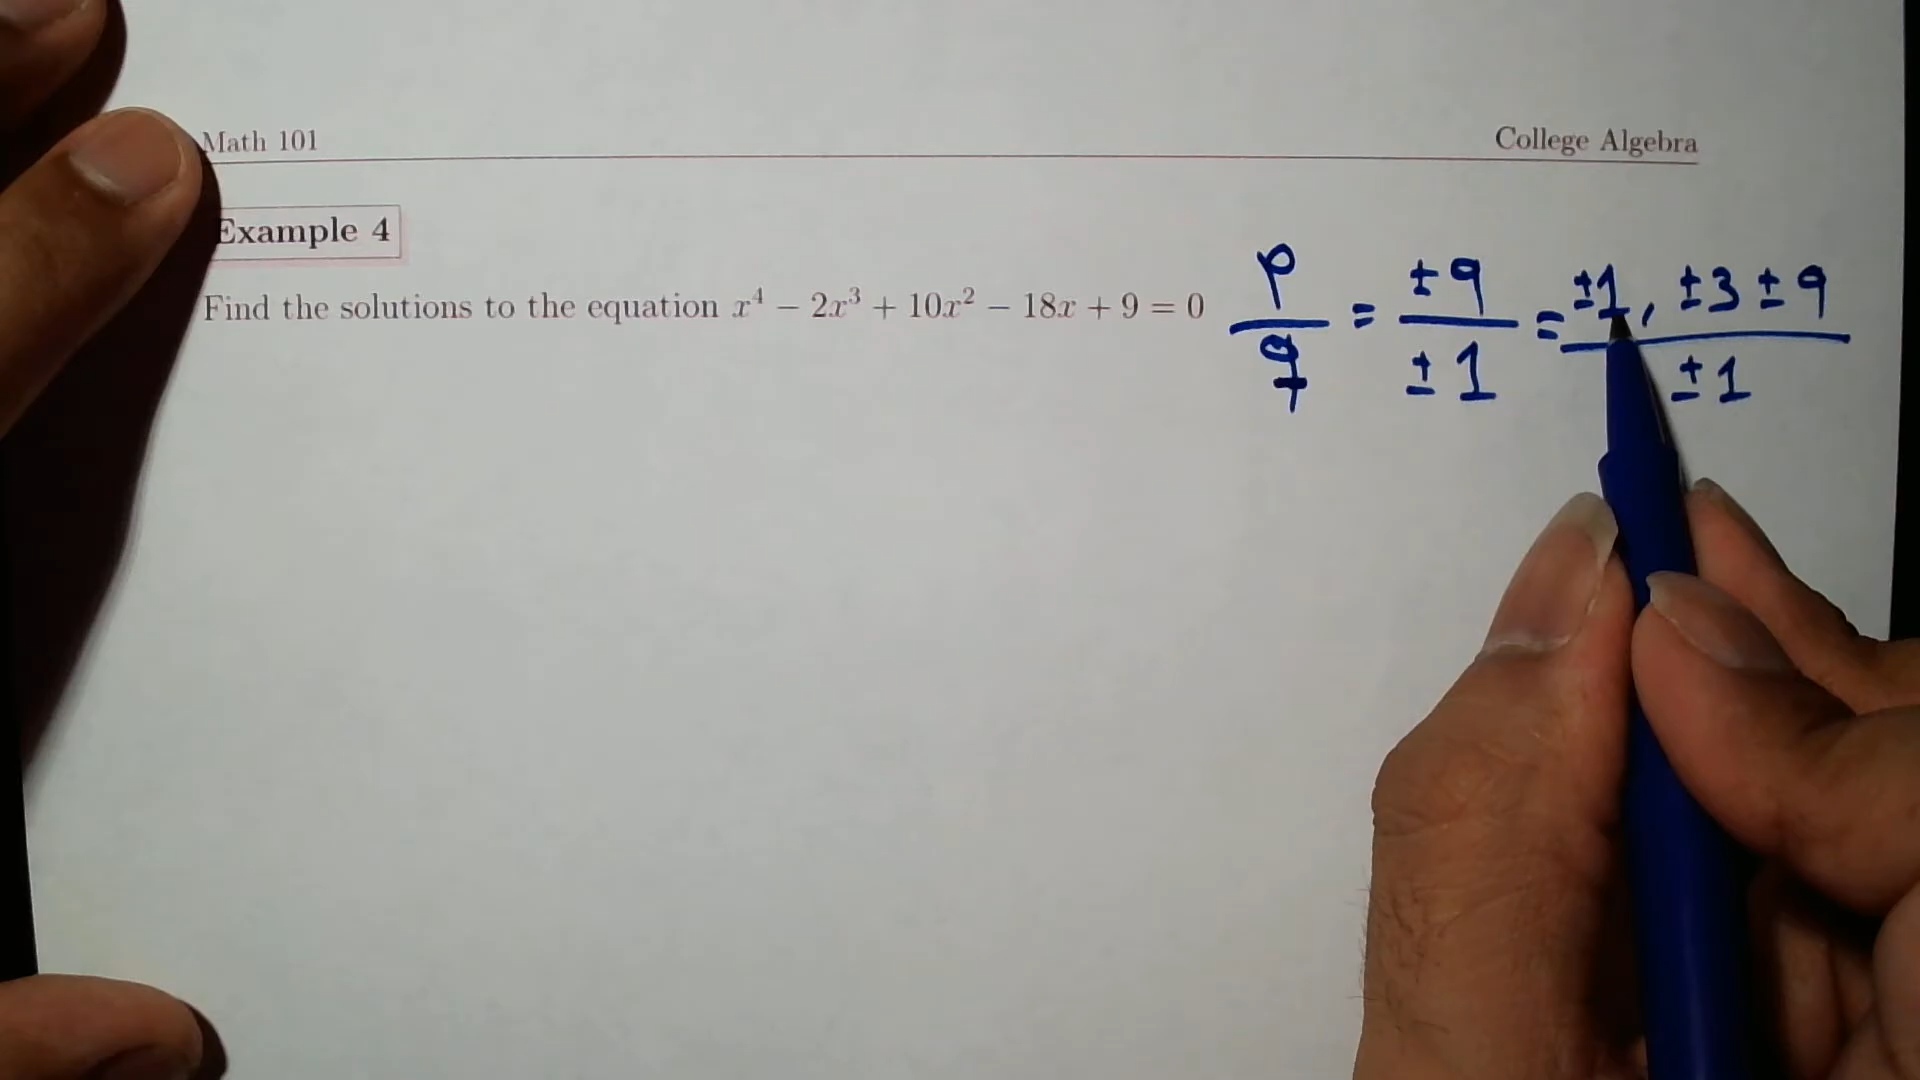 Math 101 College Algebra
Example 4
Find the solutions to the equation x⁴ − 2x³ + 10x² − 18x + 9 = 0
p/q = ±9/±1 = ±1, ±3 ±9/±1